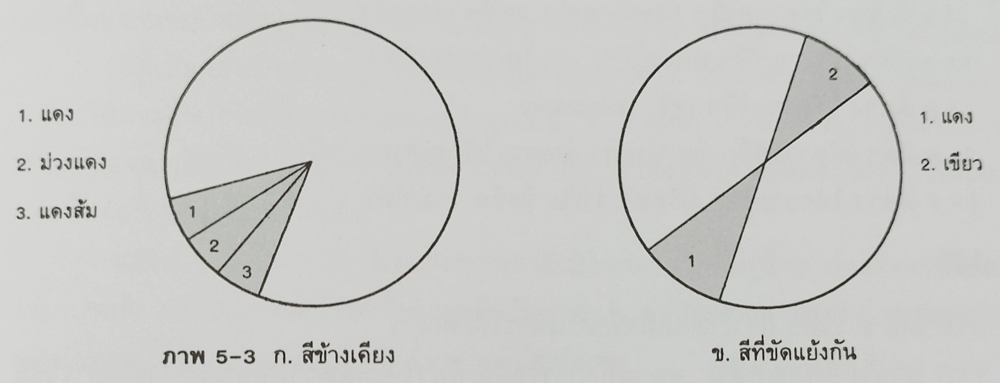 1. แดง
2. ม่วงแดง
3. แดงส้ม
1
2
3
ภาพ 5-3 ก. สีข้างเคียง
2
1
1. แดง
2. เขียว
ข. สีที่ขัดแย้งกัน